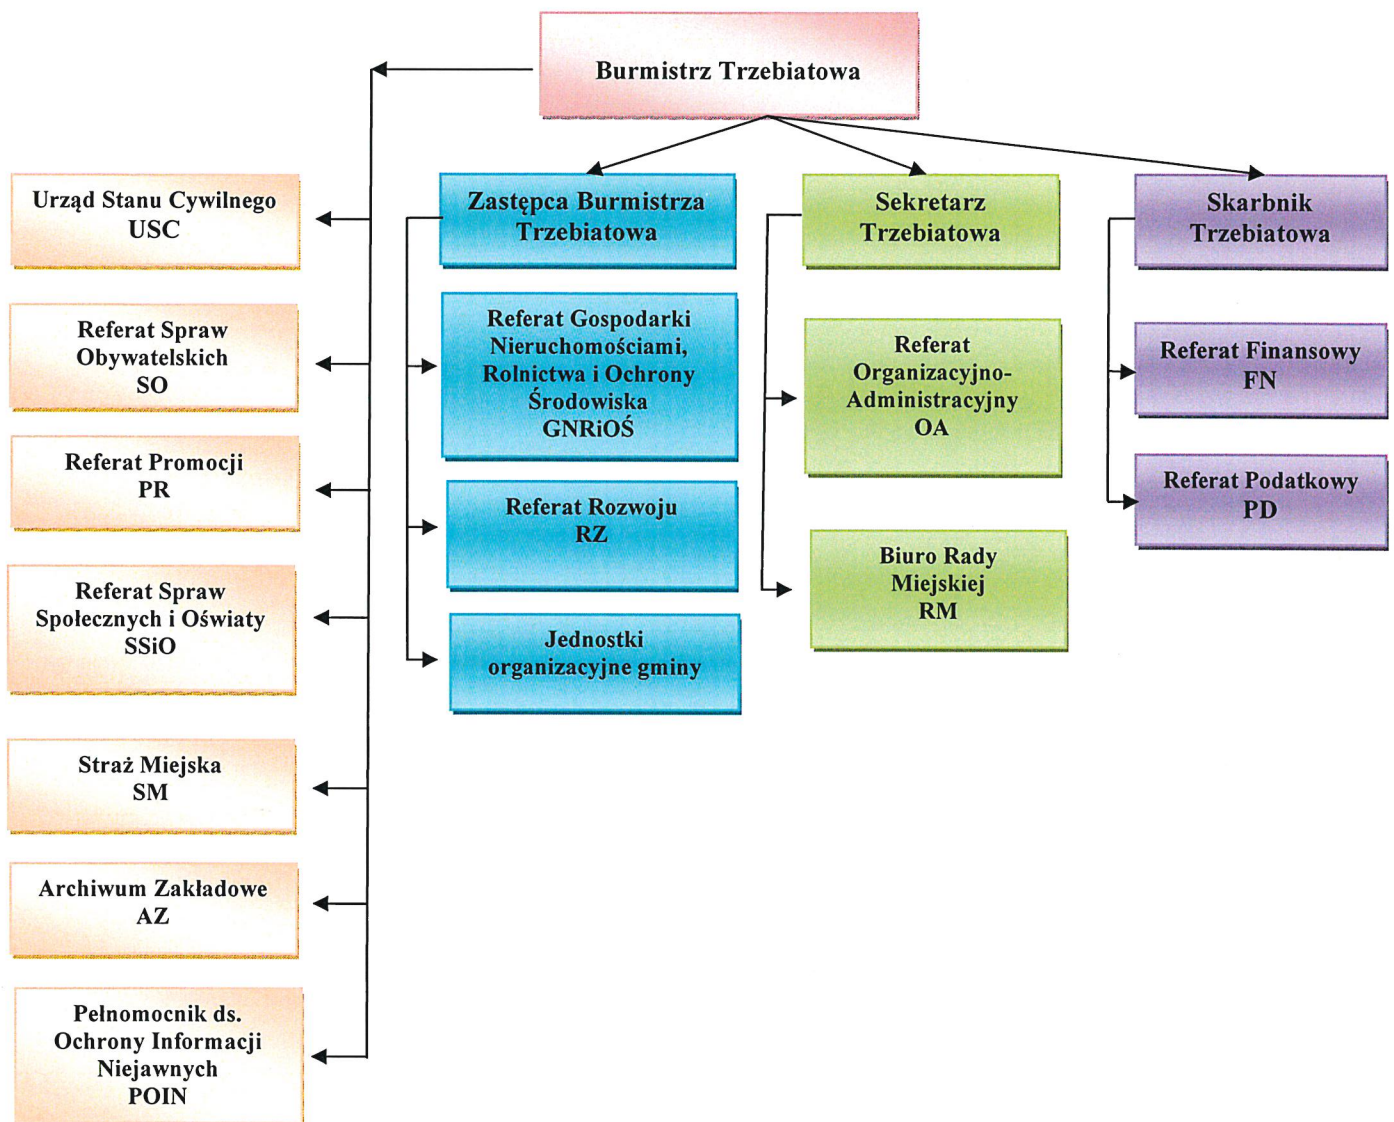 Burmistrz Trzebiatowa
Urząd Stanu Cywilnego
USC
Referat Spraw
Obywatelskich
SO
Referat Promocji
PR
Referat Spraw
Społecznych i Oświaty
SSiO
Straż Miejska
SM
Archiwum Zakładowe
AZ
Pełnomocnik ds.
Ochrony Informacji
Niejawnych
POIN
Zastępca Burmistrza
Trzebiatowa
Referat Gospodarki
Nieruchomościami,
Rolnictwa i Ochrony
Środowiska
GNRiOŚ
Referat Rozwoju
RZ
Jednostki
organizacyjne gminy
Sekretarz
Trzebiatowa
Referat
Organizacyjno-
Administracyjny
OA
Biuro Rady
Miejskiej
RM
Skarbnik
Trzebiatowa
Referat Finansowy
FN
Referat Podatkowy
PD